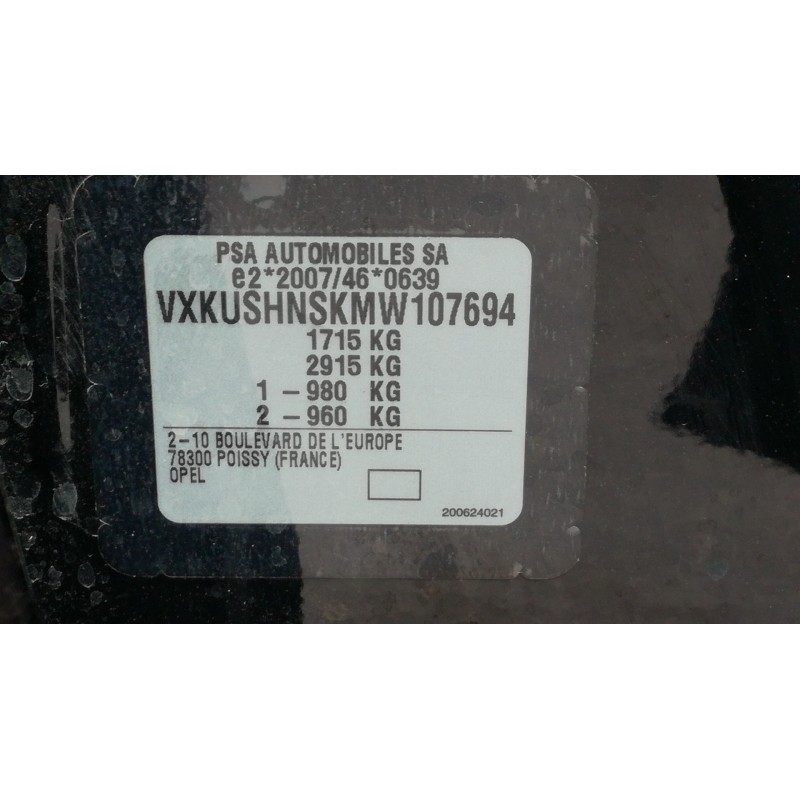 PSA AUTOMOBILES SA
e2*2007/46*0639
VXKUSHNSKMW107694
1715 KG
2915 KG
1 - 980 KG
2 - 960 KG
2-10 BOULEVARD DE L'EUROPE
78300 POISSY (FRANCE)
OPEL
200624021